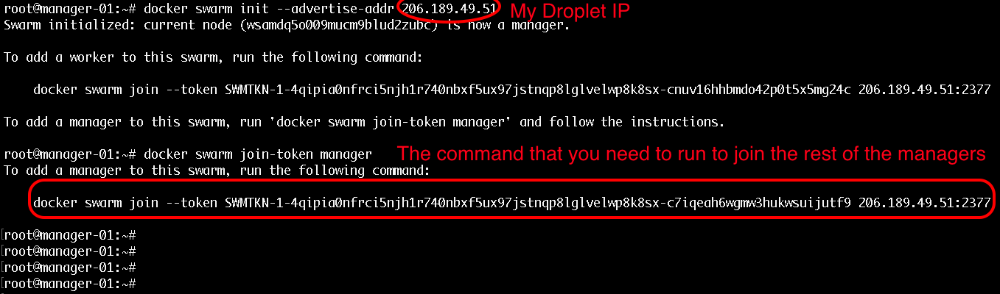 root@manager-01:~# docker swarm init --advertise-addr 206.189.49.51 My Droplet IP
Swarm initialized: current node (wsamdq5o009mucm9blud2zubc) is now a manager.
To add a worker to this swarm, run the following command:
docker swarm join --token SWMTKN-1-4qipia0nfrci5njh1r740nbxf5ux97jstnqp8lglvelwp8k8sx-cnuv16hhbmdo42p0t5x5mg24c 206.189.49.51:2377
To add a manager to this swarm, run 'docker swarm join-token manager' and follow the instructions.
root@manager-01:~# docker swarm join-token manager The command that you need to run to join the rest of the managers
To add a manager to this swarm, run the following command:
docker swarm join --token SWMTKN-1-4qipia0nfrci5njh1r740nbxf5ux97jstnqp8lglvelwp8k8sx-c7iqeah6wgmw3hukwsuijutf9 206.189.49.51:2377
[root@manager-01:~#
[root@manager-01:~#
[root@manager-01:~#
[root@manager-01:~#